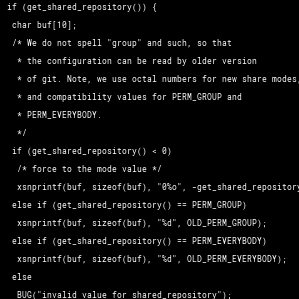 if (get_shared_repository()) {
char buf[10];
/* We do not spell "group" and such, so that
* the configuration can be read by older version
* of git. Note, we use octal numbers for new share modes,
* and compatibility values for PERM_GROUP and
* PERM_EVERYBODY.
*/
if (get_shared_repository() < 0)
/* force to the mode value */
xsnprintf(buf, sizeof(buf), "0%o", -get_shared_repository
else if (get_shared_repository() == PERM_GROUP)
xsnprintf(buf, sizeof(buf), "%d", OLD_PERM_GROUP);
else if (get_shared_repository() == PERM_EVERYBODY)
xsnprintf(buf, sizeof(buf), "%d", OLD_PERM_EVERYBODY);
else
BUG("invalid value for shared_repository");